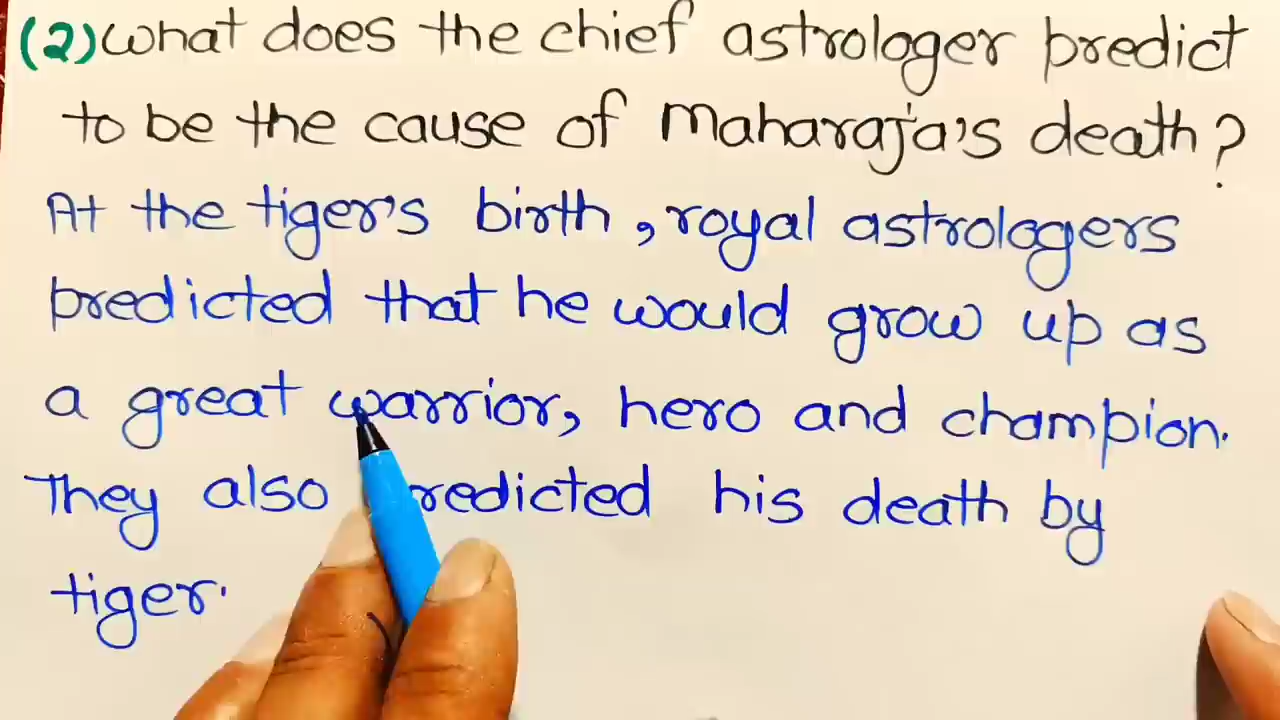 (2) what does the chief astrologer predict
to be the cause of Maharaja's death?
At the tiger's birth, royal astrologers
predicted that he would grow up as
a great warrior, hero and champion.
They also predicted his death by
tiger.